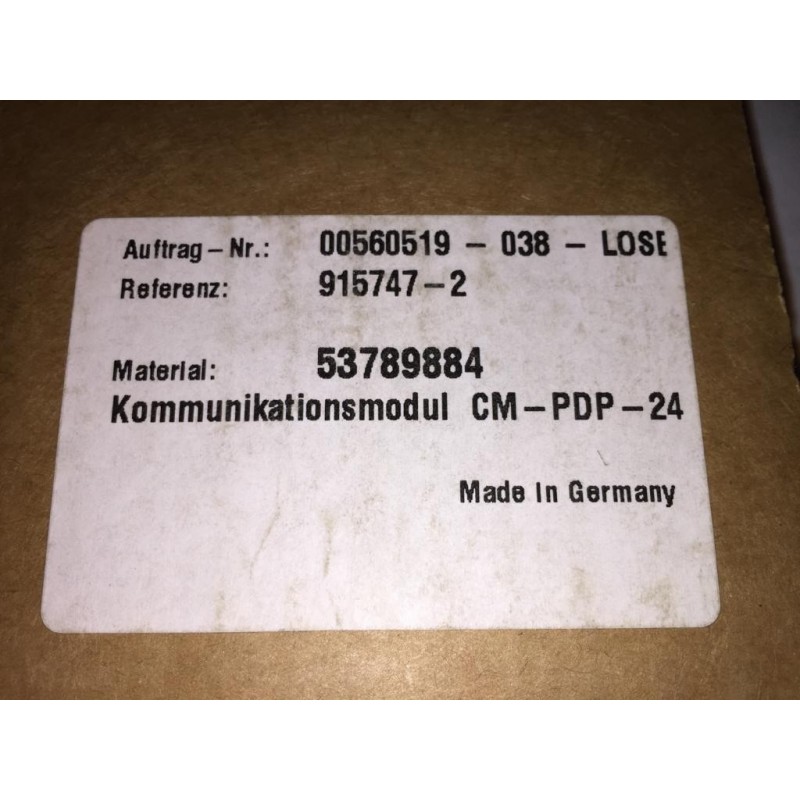 Auftrag-Nr.: 00560519 - 038 - LOSE
Referenz: 915747-2
Material: 53789884
Kommunikationsmodul CM-PDP-24
Made in Germany